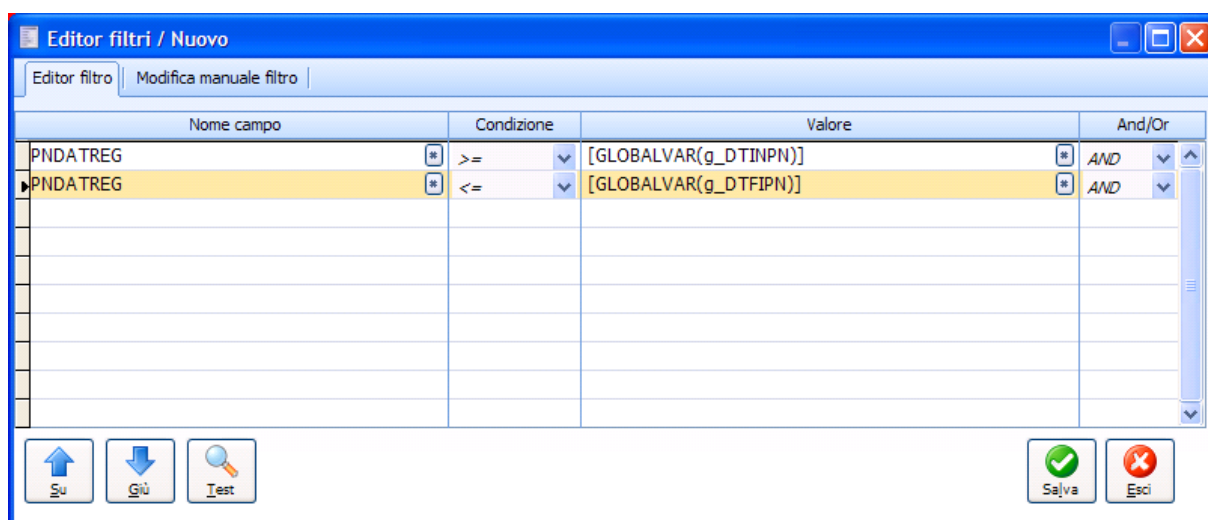 Editor filtri / Nuovo
Editor filtro Modifica manuale filtro
Nome campo Condizione Valore And/Or
PNDATREG >= [GLOBALVAR(g_DTINPN)] AND
PNDATREG <= [GLOBALVAR(g_DTFIPN)] AND
Su Giù Test Salva Esci